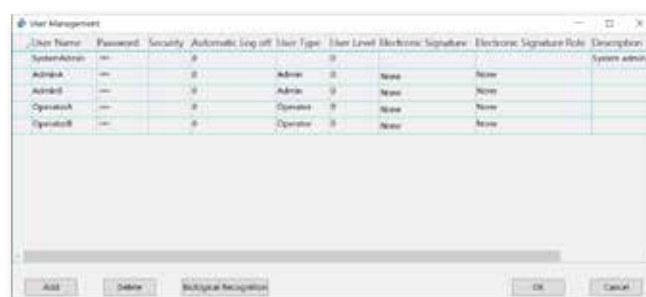 User Management
User Name Password Security Automatic Log off User Type User Level Electronic Signature Electronic Signature Role Description
SystemAdmin *** 0 0 System admin
AdminA *** 0 Admin 0 None None
AdminB *** 0 Admin 0 None None
OperatorA *** 0 Operator 0 None None
OperatorB *** 0 Operator 0 None None
Add Delete Biological Recognition OK Cancel